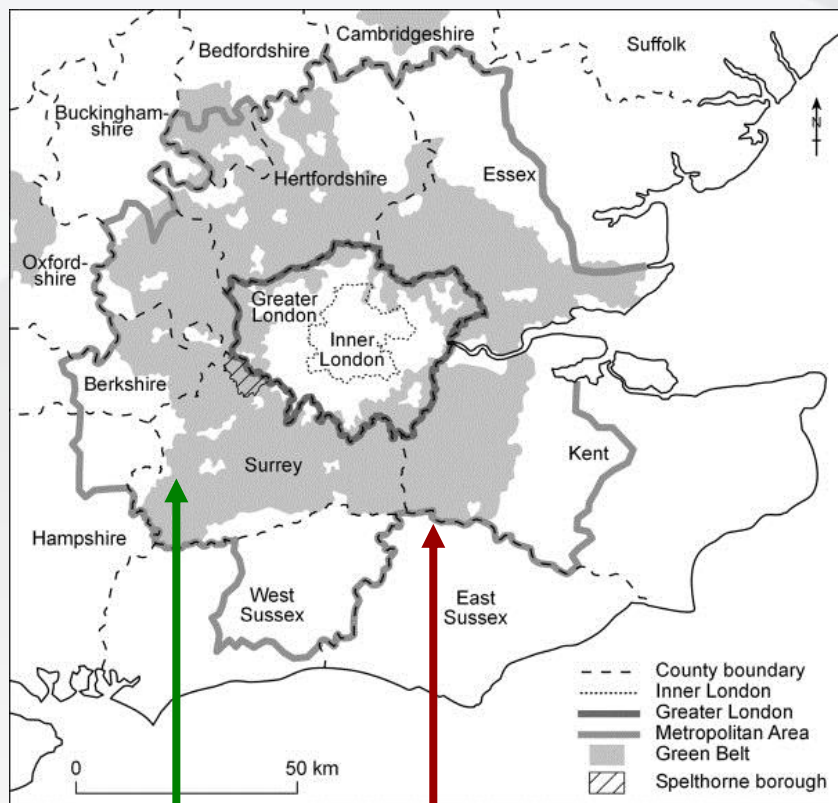 Cambridgeshire
Bedfordshire
Suffolk
Buckingham-
shire
N
Hertfordshire
Essex
Oxford-
shire
Greater
London
Inner
London
Berkshire
Surrey
Kent
Hampshire
West
Sussex
East
Sussex
County boundary
Inner London
Greater London
Metropolitan Area
Green Belt
Spelthorne borough
0 50 km